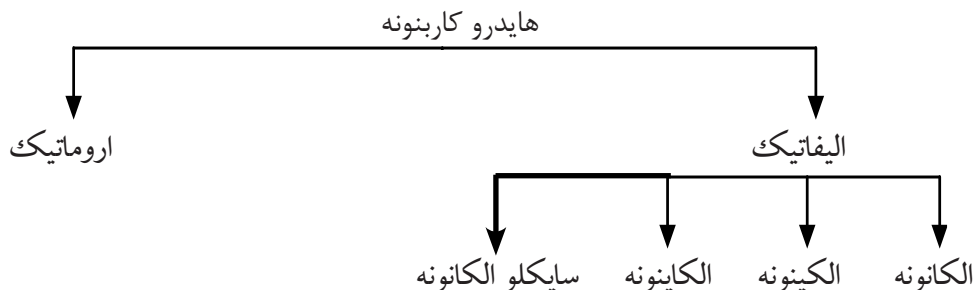 هایدرو کاربنونه
الیفاتیک اروماتیک
الکانونه الکینونه الکاینونه سایکلو الکانونه